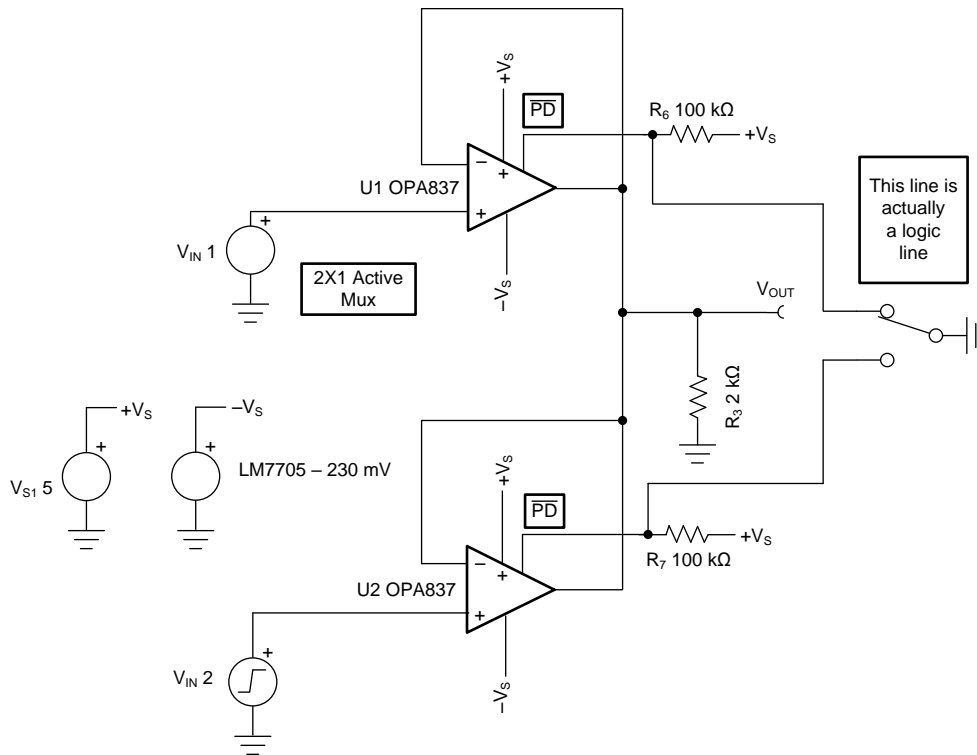 +VS
PD
R6 100 kΩ
+VS
This line is
actually
a logic
line
−
+
U1 OPA837
+
+
VIN 1
2X1 Active
Mux
−VS
VOUT
R3 2 kΩ
+VS
−VS
+
+
VS1 5
LM7705 – 230 mV
+VS
PD
+VS
R7 100 kΩ
−
+
U2 OPA837
+
+
VIN 2
−VS